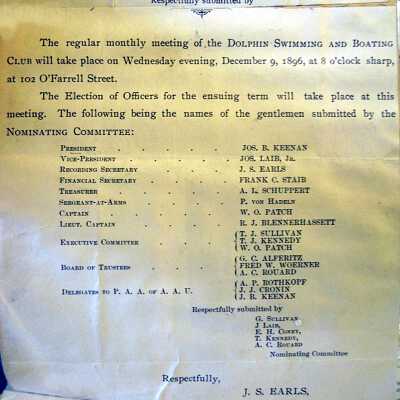 Respectfully submitted by
The regular monthly meeting of the DOLPHIN SWIMMING AND BOATING
CLUB will take place on Wednesday evening, December 9, 1896, at 8 o'clock sharp,
at 102 O'Farrell Street.
The Election of Officers for the ensuing term will take place at this
meeting. The following being the names of the gentlemen submitted by the
NOMINATING COMMITTEE:
PRESIDENT . . . . . JOS. B. KEENAN
VICE-PRESIDENT . . . . . JOS. LAIB, JR.
RECORDING SECRETARY . . . . J. S. EARLS
FINANCIAL SECRETARY . . . . FRANK C. STAIB
TREASURER . . . . . A. L. SCHUPPERT
SERGEANT-AT-ARMS . . . . P. VON HADELN
CAPTAIN . . . . . W. O. PATCH
LIEUT. CAPTAIN . . . . . R. J. BLENNERHASSETT
EXECUTIVE COMMITTEE . . . . { T. J. SULLIVAN
T. J. KENNEDY
W. O. PATCH
BOARD OF TRUSTEES . . . . { G. C. ALFERITZ
FRED W. WOERNER
A. C. ROUARD
DELEGATES TO P. A. A. OF A. A. U. . . { A. P. ROTHKOPF
J. J. CRONIN
J. B. KEENAN
Respectfully submitted by
G. SULLIVAN
J LAIB,
E. H. CONEY,
T. KENNEDY,
A. C. ROUARD
Nominating Committee
Respectfully,
J. S. EARLS,